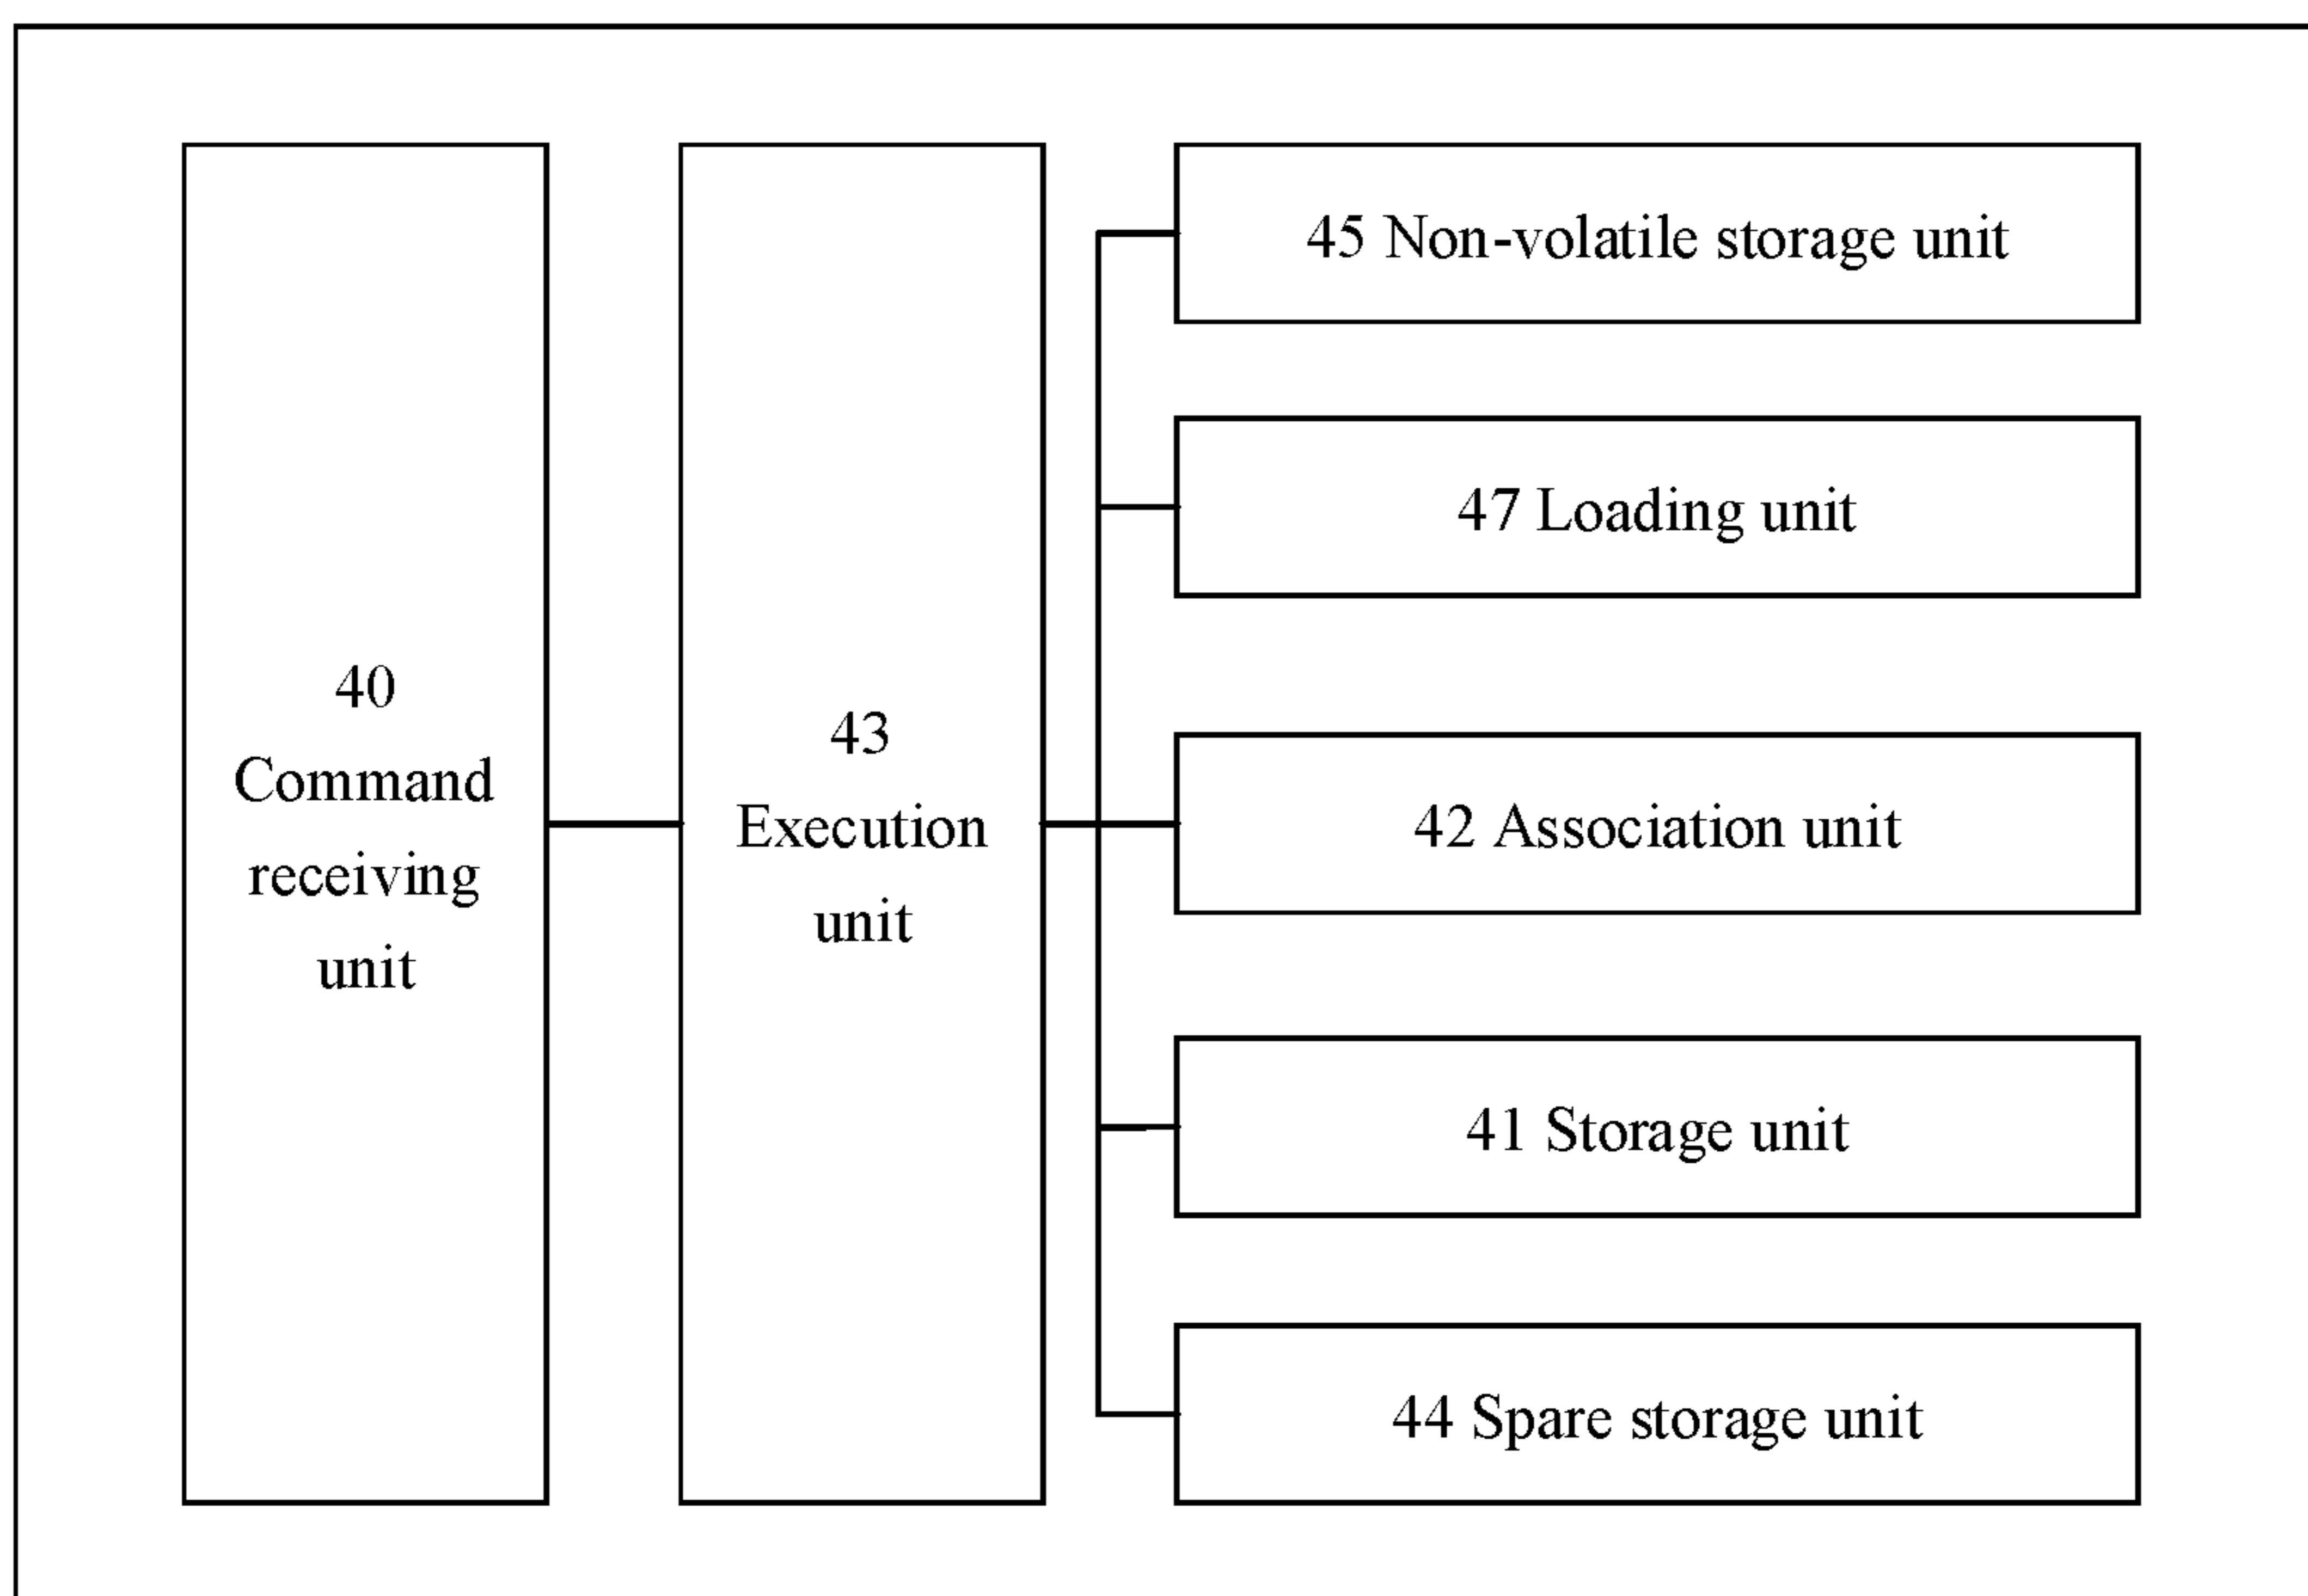 40
Command
receiving
unit
43
Execution
unit
45 Non-volatile storage unit
47 Loading unit
42 Association unit
41 Storage unit
44 Spare storage unit